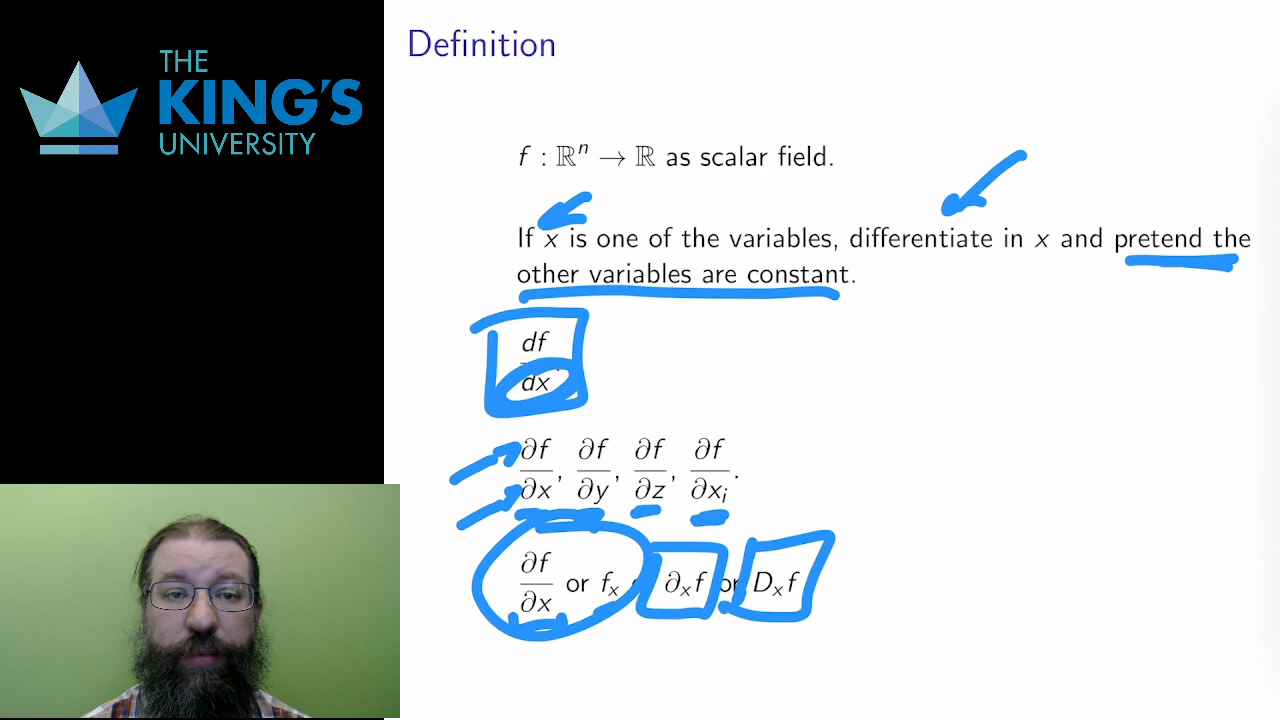 THE
KING'S
UNIVERSITY
Definition
f : ℝⁿ → ℝ as scalar field.
If x is one of the variables, differentiate in x and pretend the
other variables are constant.
df/dx
∂f/∂x, ∂f/∂y, ∂f/∂z, ∂f/∂xᵢ.
∂f/∂x or fₓ ∂ₓf or Dₓf